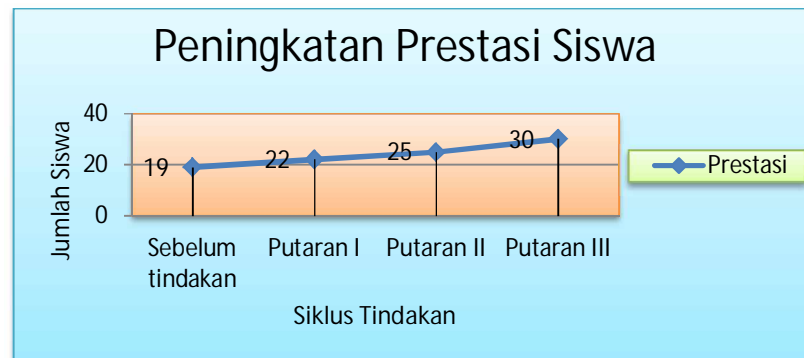 Peningkatan Prestasi Siswa
Jumlah Siswa
40
20
0
19
22
25
30
Prestasi
Sebelum
tindakan
Putaran I
Putaran II
Putaran III
Siklus Tindakan